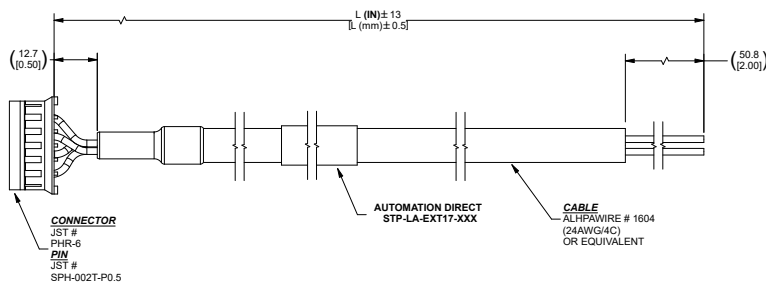 L (IN)± 13
[L (mm)± 0.5]
(12.7
[0.50])
(50.8
[2.00])
AUTOMATION DIRECT
STP-LA-EXT17-XXX
CABLE
ALHPAWIRE # 1604
(24AWG/4C)
OR EQUIVALENT
CONNECTOR
JST #
PHR-6
PIN
JST #
SPH-002T-P0.5